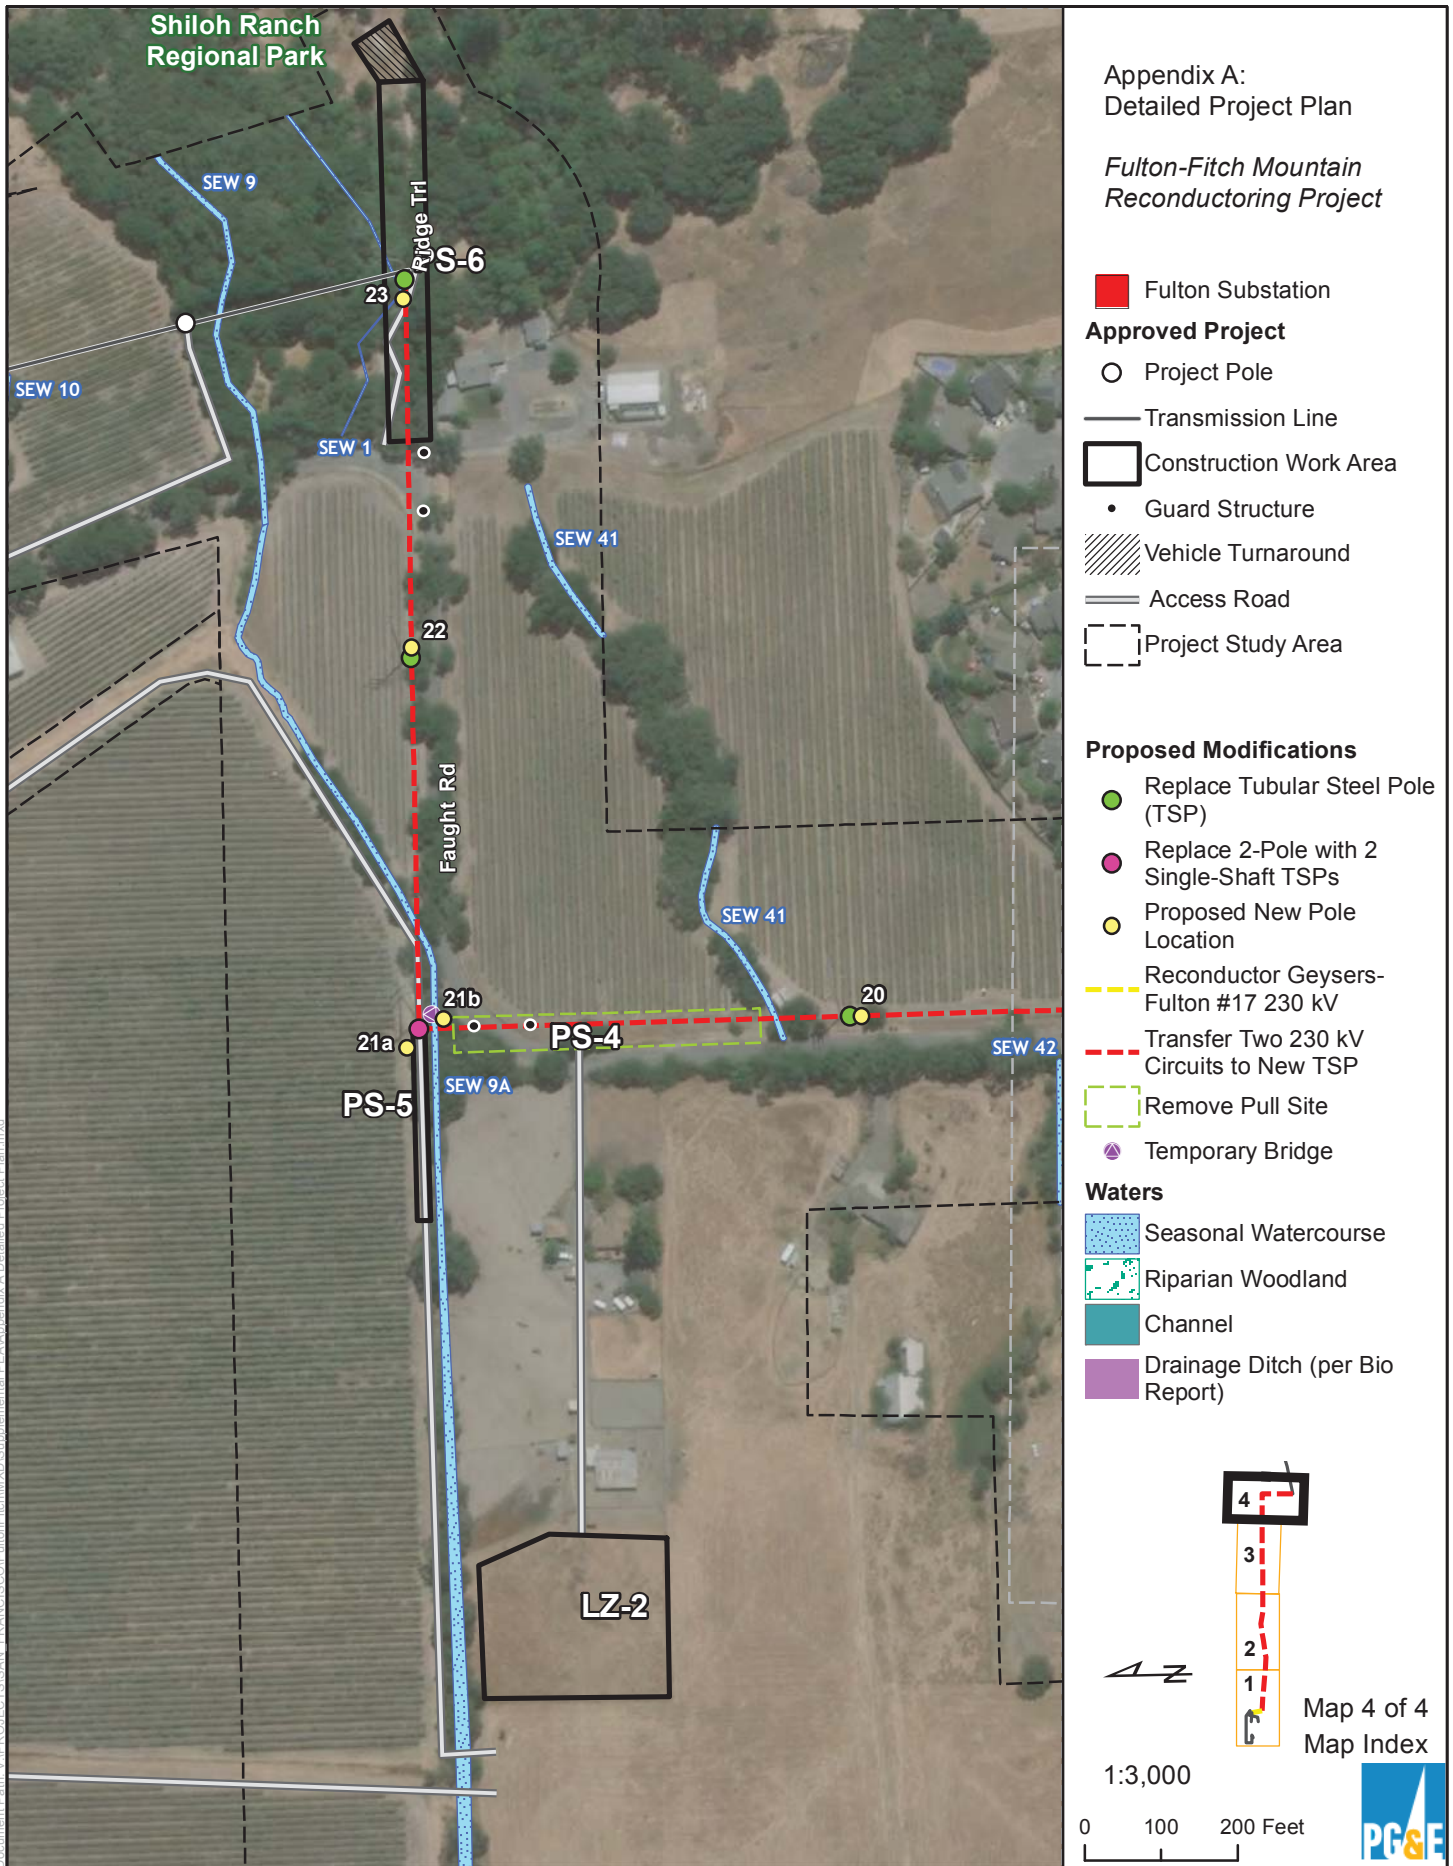 Shiloh Ranch
Regional Park
SEW 9
Ridge Trl
PS-6
23
SEW 10
SEW 1
SEW 41
22
Faught Rd
SEW 41
21b
20
21a
PS-4
SEW 42
PS-5
SEW 9A
LZ-2
Appendix A:
Detailed Project Plan
Fulton-Fitch Mountain
Reconductoring Project
Fulton Substation
Approved Project
Project Pole
Transmission Line
Construction Work Area
Guard Structure
Vehicle Turnaround
Access Road
Project Study Area
Proposed Modifications
Replace Tubular Steel Pole
(TSP)
Replace 2-Pole with 2
Single-Shaft TSPs
Proposed New Pole
Location
Reconductor Geysers-
Fulton #17 230 kV
Transfer Two 230 kV
Circuits to New TSP
Remove Pull Site
Temporary Bridge
Waters
Seasonal Watercourse
Riparian Woodland
Channel
Drainage Ditch (per Bio
Report)
4
3
2
1
N
Map 4 of 4
Map Index
1:3,000
0 100 200 Feet
PG&E